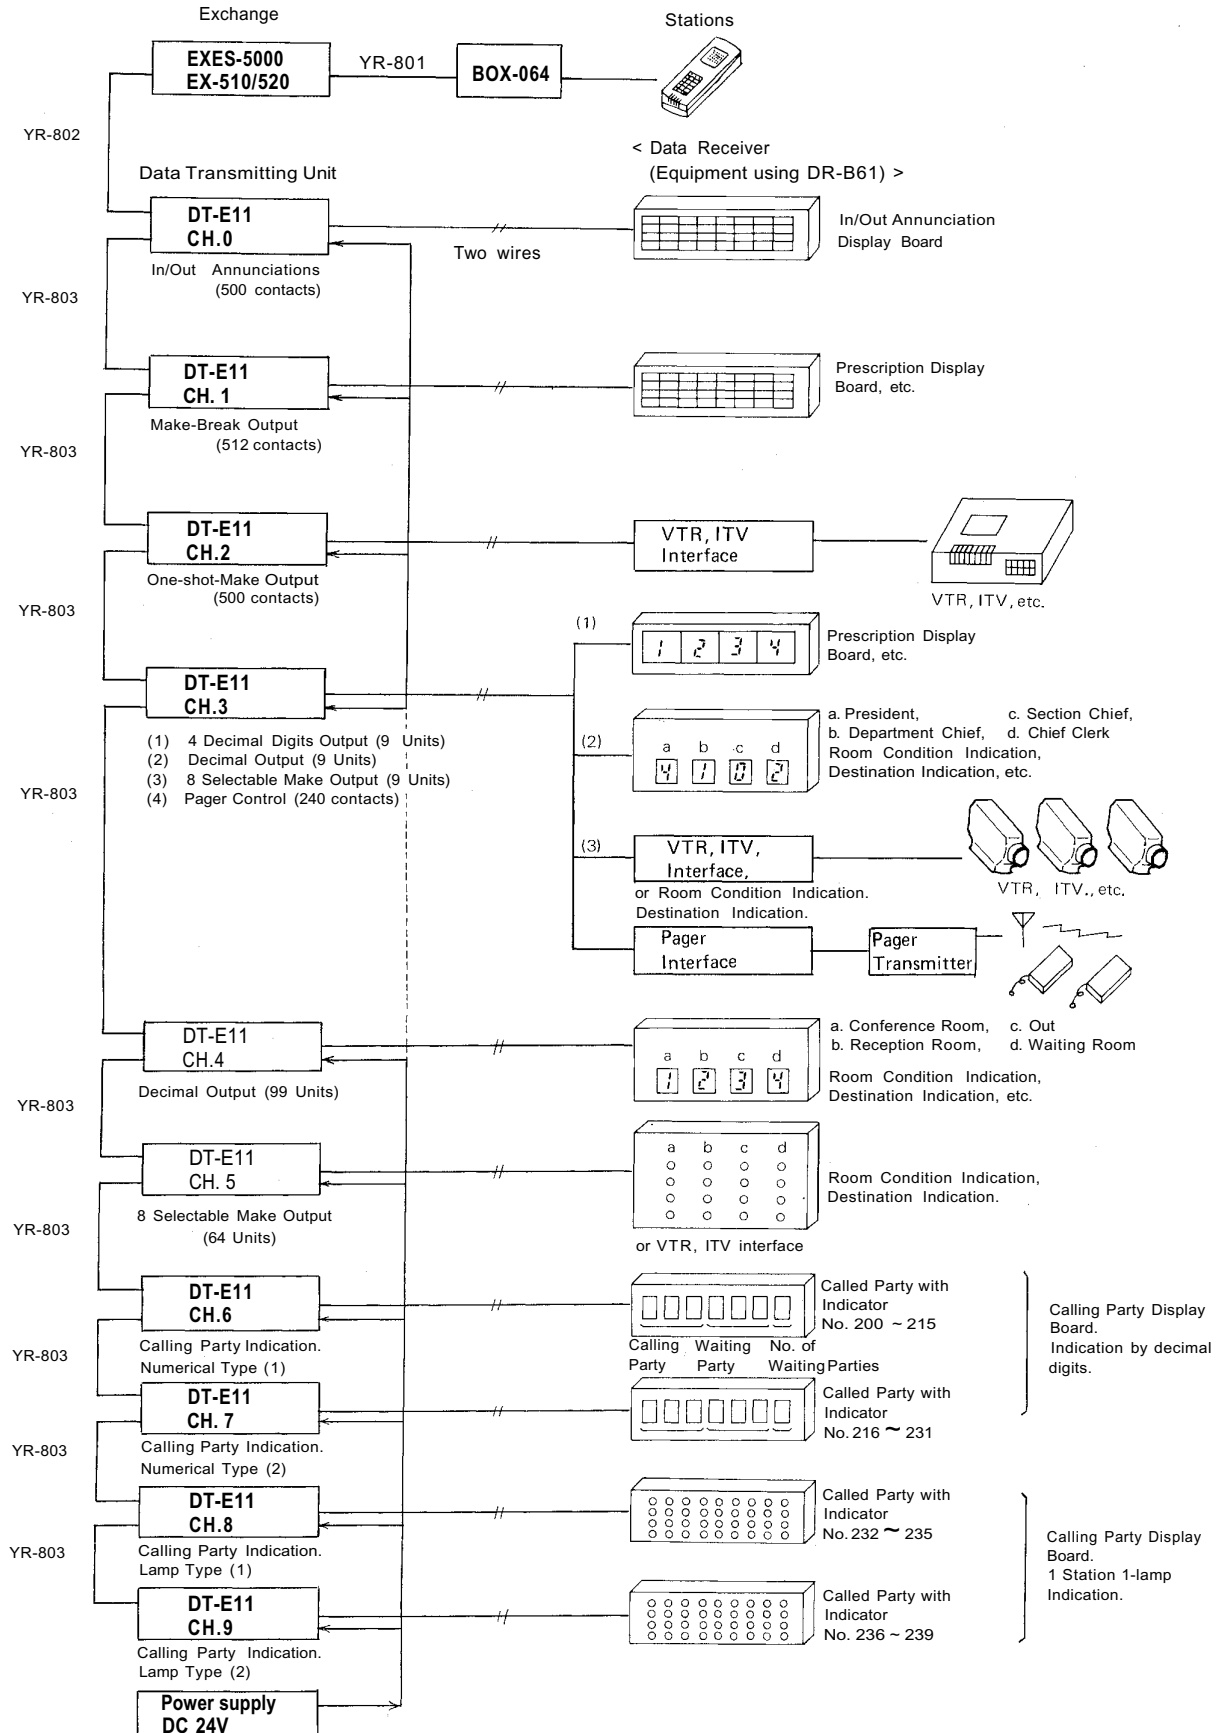 Exchange
Stations
EXES-5000
EX-510/520
YR-801
BOX-064
YR-802
< Data Receiver
(Equipment using DR-B61) >
Data Transmitting Unit
DT-E11
CH.0
Two wires
In/Out Annunciation
Display Board
In/Out Annunciations
(500 contacts)
YR-803
DT-E11
CH. 1
Prescription Display
Board, etc.
Make-Break Output
(512 contacts)
YR-803
DT-E11
CH.2
VTR, ITV
Interface
VTR, ITV, etc.
One-shot-Make Output
(500 contacts)
YR-803
DT-E11
CH.3
(1)
1 2 3 4
Prescription Display
Board, etc.
(1) 4 Decimal Digits Output (9 Units)
(2) Decimal Output (9 Units)
(3) 8 Selectable Make Output (9 Units)
(4) Pager Control (240 contacts)
(2)
a b c d
4 1 0 2
a. President, c. Section Chief,
b. Department Chief, d. Chief Clerk
Room Condition Indication,
Destination Indication, etc.
YR-803
(3)
VTR, ITV,
Interface,
or Room Condition Indication.
Destination Indication.
VTR, ITV., etc.
Pager
Interface
Pager
Transmitter
DT-E11
CH.4
a b c d
1 2 3 4
a. Conference Room, c. Out
b. Reception Room, d. Waiting Room
Room Condition Indication,
Destination Indication, etc.
Decimal Output (99 Units)
YR-803
DT-E11
CH. 5
a b c d
Room Condition Indication,
Destination Indication.
8 Selectable Make Output
(64 Units)
or VTR, ITV interface
YR-803
DT-E11
CH.6
Called Party with
Indicator
No. 200 ~ 215
Calling Party Indication.
Numerical Type (1)
Calling Waiting No. of
Party Party Waiting Parties
Calling Party Display
Board.
Indication by decimal
digits.
YR-803
DT-E11
CH. 7
Called Party with
Indicator
No. 216 ~ 231
Calling Party Indication.
Numerical Type (2)
YR-803
DT-E11
CH.8
Called Party with
Indicator
No. 232 ~ 235
Calling Party Indication.
Lamp Type (1)
Calling Party Display
Board.
1 Station 1-lamp
Indication.
YR-803
DT-E11
CH.9
Called Party with
Indicator
No. 236 ~ 239
Calling Party Indication.
Lamp Type (2)
Power supply
DC 24V